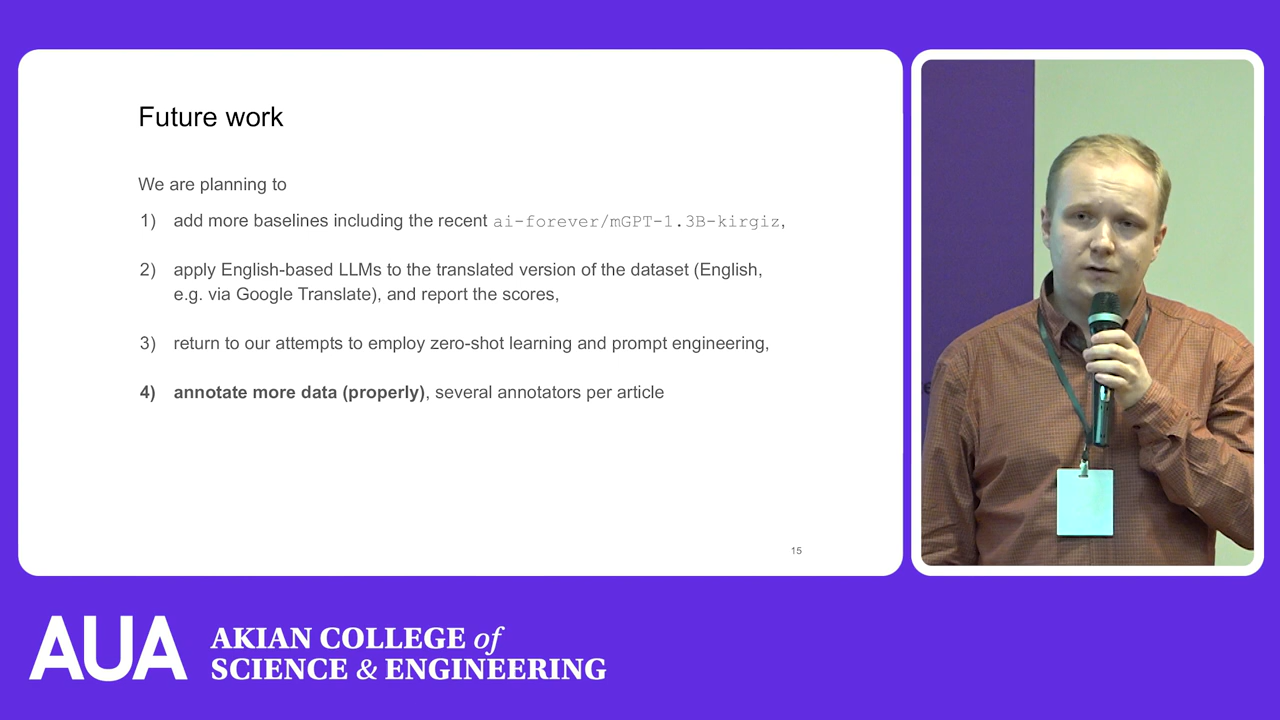 Future work
We are planning to
1) add more baselines including the recent ai-forever/mGPT-1.3B-kirgiz,
2) apply English-based LLMs to the translated version of the dataset (English,
e.g. via Google Translate), and report the scores,
3) return to our attempts to employ zero-shot learning and prompt engineering,
4) annotate more data (properly), several annotators per article
15
AUA
AKIAN COLLEGE of
SCIENCE & ENGINEERING